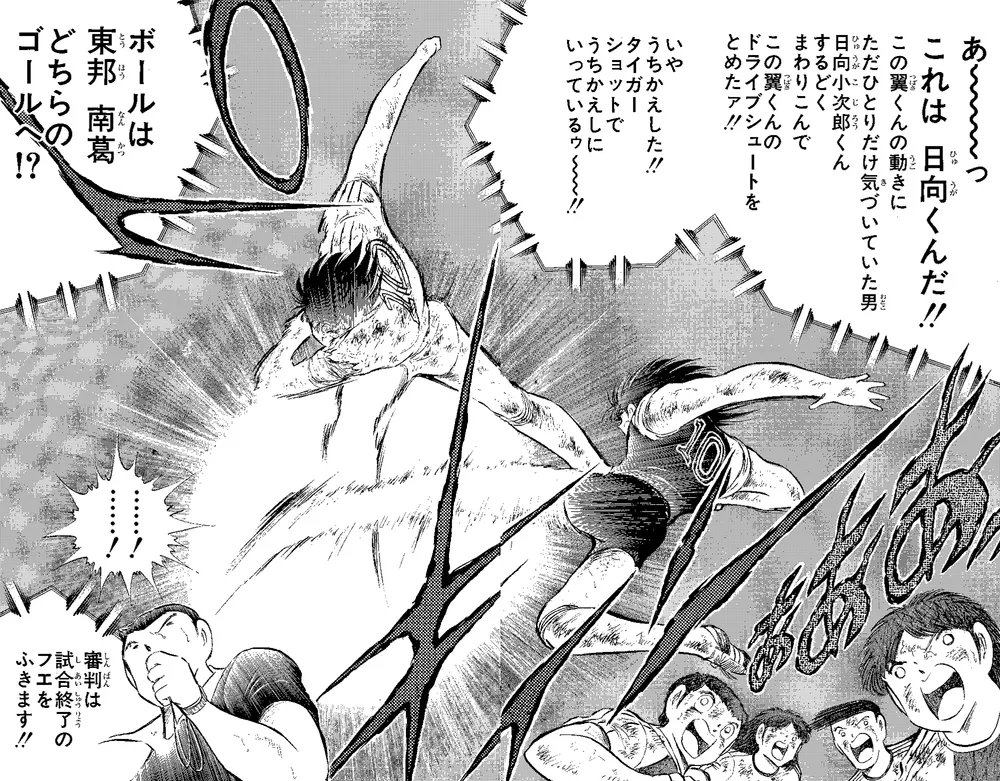 あ～～～～っ
これは 日向くんだ!!
この翼くんの動きに
ただひとりだけ気づいていた男
日向小次郎くん
するどく
まわりこんで
この翼くんの
ドライブシュートを
とめたァ!!
いや
うちかえした!!
タイガー
ショットで
うちかえしに
いっているゥ～～～!!
ボールは
東邦 南葛
どちらの
ゴールへ!?
10
あああ
……!
……!
審判は
試合終了の
フエを
ふきます!!